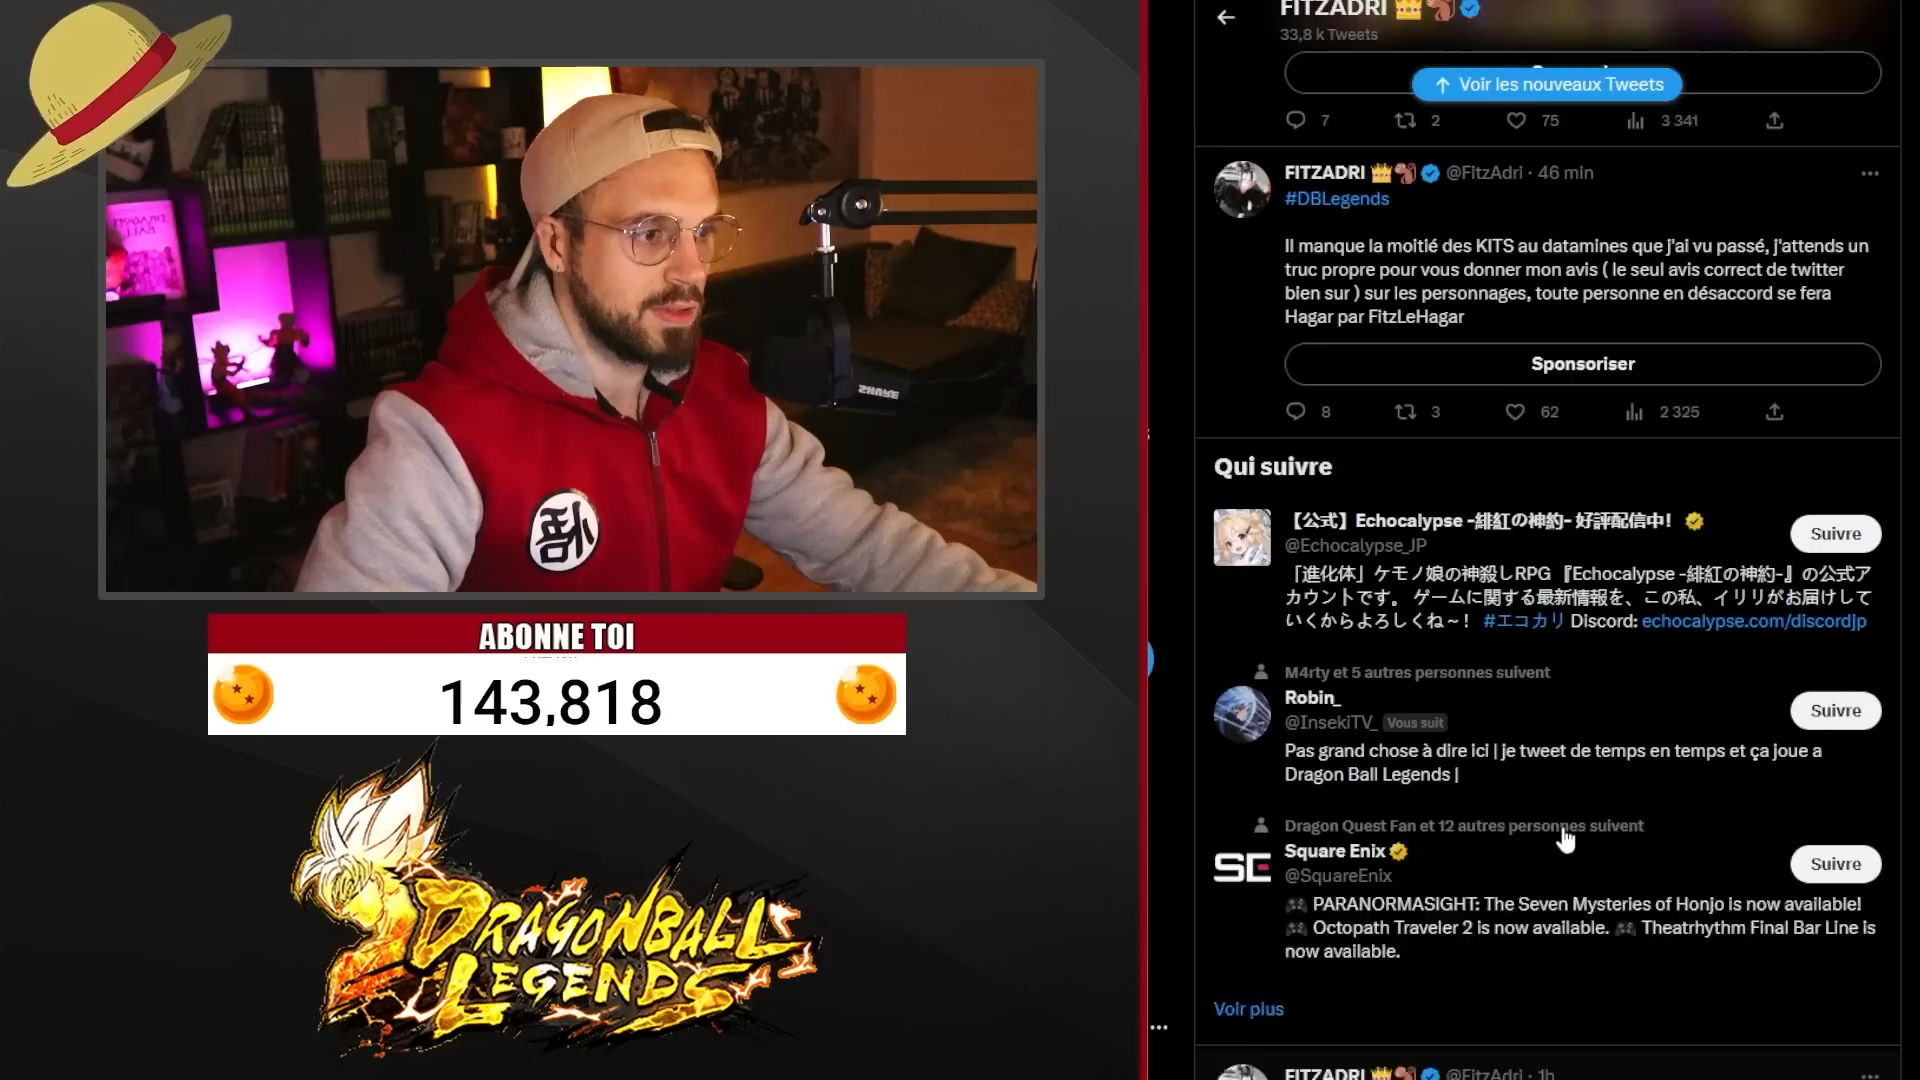 FITZADRI
33,8 k Tweets
Voir les nouveaux Tweets
7 2 75 3 341
FITZADRI @FitzAdri · 46 min
#DBLegends
Il manque la moitié des KITS au datamines que j'ai vu passé, j'attends un
truc propre pour vous donner mon avis ( le seul avis correct de twitter
bien sur ) sur les personnages, toute personne en désaccord se fera
Hagar par FitzLeHagar
Sponsoriser
8 3 62 2 325
Qui suivre
【公式】Echocalypse -緋紅の神約- 好評配信中!
@Echocalypse_JP
Suivre
「進化体」ケモノ娘の神殺しRPG 『Echocalypse -緋紅の神約-』の公式ア
カウントです。 ゲームに関する最新情報を、この私、イリリがお届けして
いくからよろしくね～! #エコカリ Discord: echocalypse.com/discordjp
M4rty et 5 autres personnes suivent
Robin_
@InsekiTV_ Vous suit
Suivre
Pas grand chose à dire ici | je tweet de temps en temps et ça joue a
Dragon Ball Legends |
Dragon Quest Fan et 12 autres personnes suivent
SE
Square Enix
@SquareEnix
Suivre
PARANORMASIGHT: The Seven Mysteries of Honjo is now available!
Octopath Traveler 2 is now available. Theatrhythm Final Bar Line is
now available.
Voir plus
FITZADRI @FitzAdri · 1h
SHURE
悟
ABONNE TOI
143,818
DRAGONBALL
LEGENDS